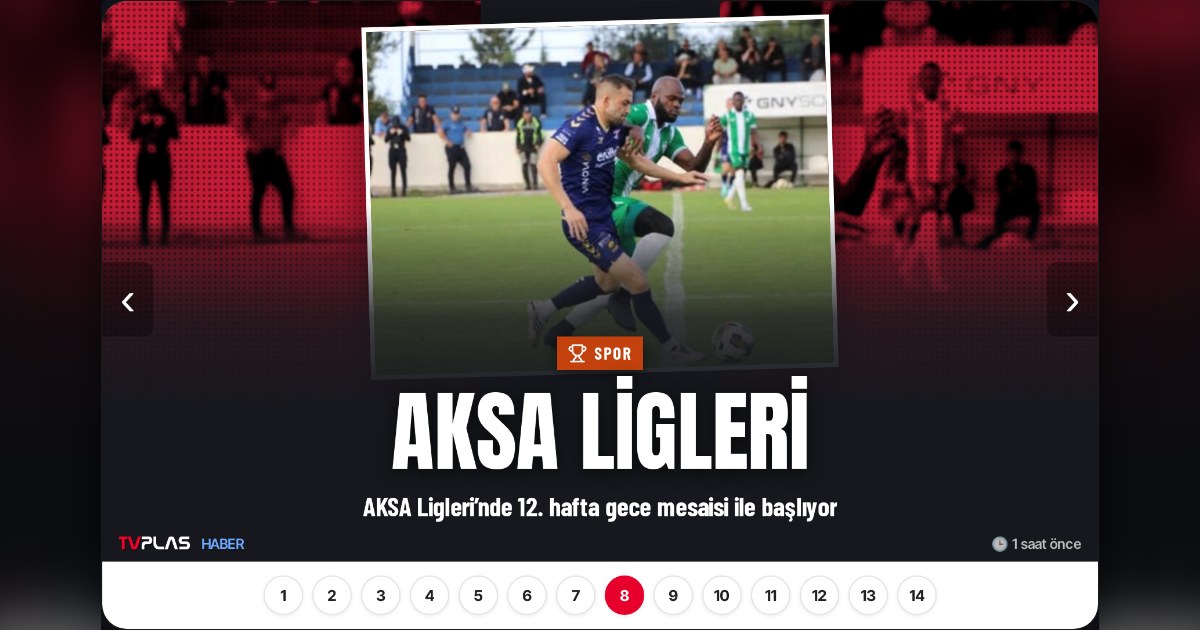 GNYSO
SPOR
AKSA LİGLERİ
AKSA Ligleri’nde 12. hafta gece mesaisi ile başlıyor
TVPLAS HABER
1 saat önce
1 2 3 4 5 6 7 8 9 10 11 12 13 14